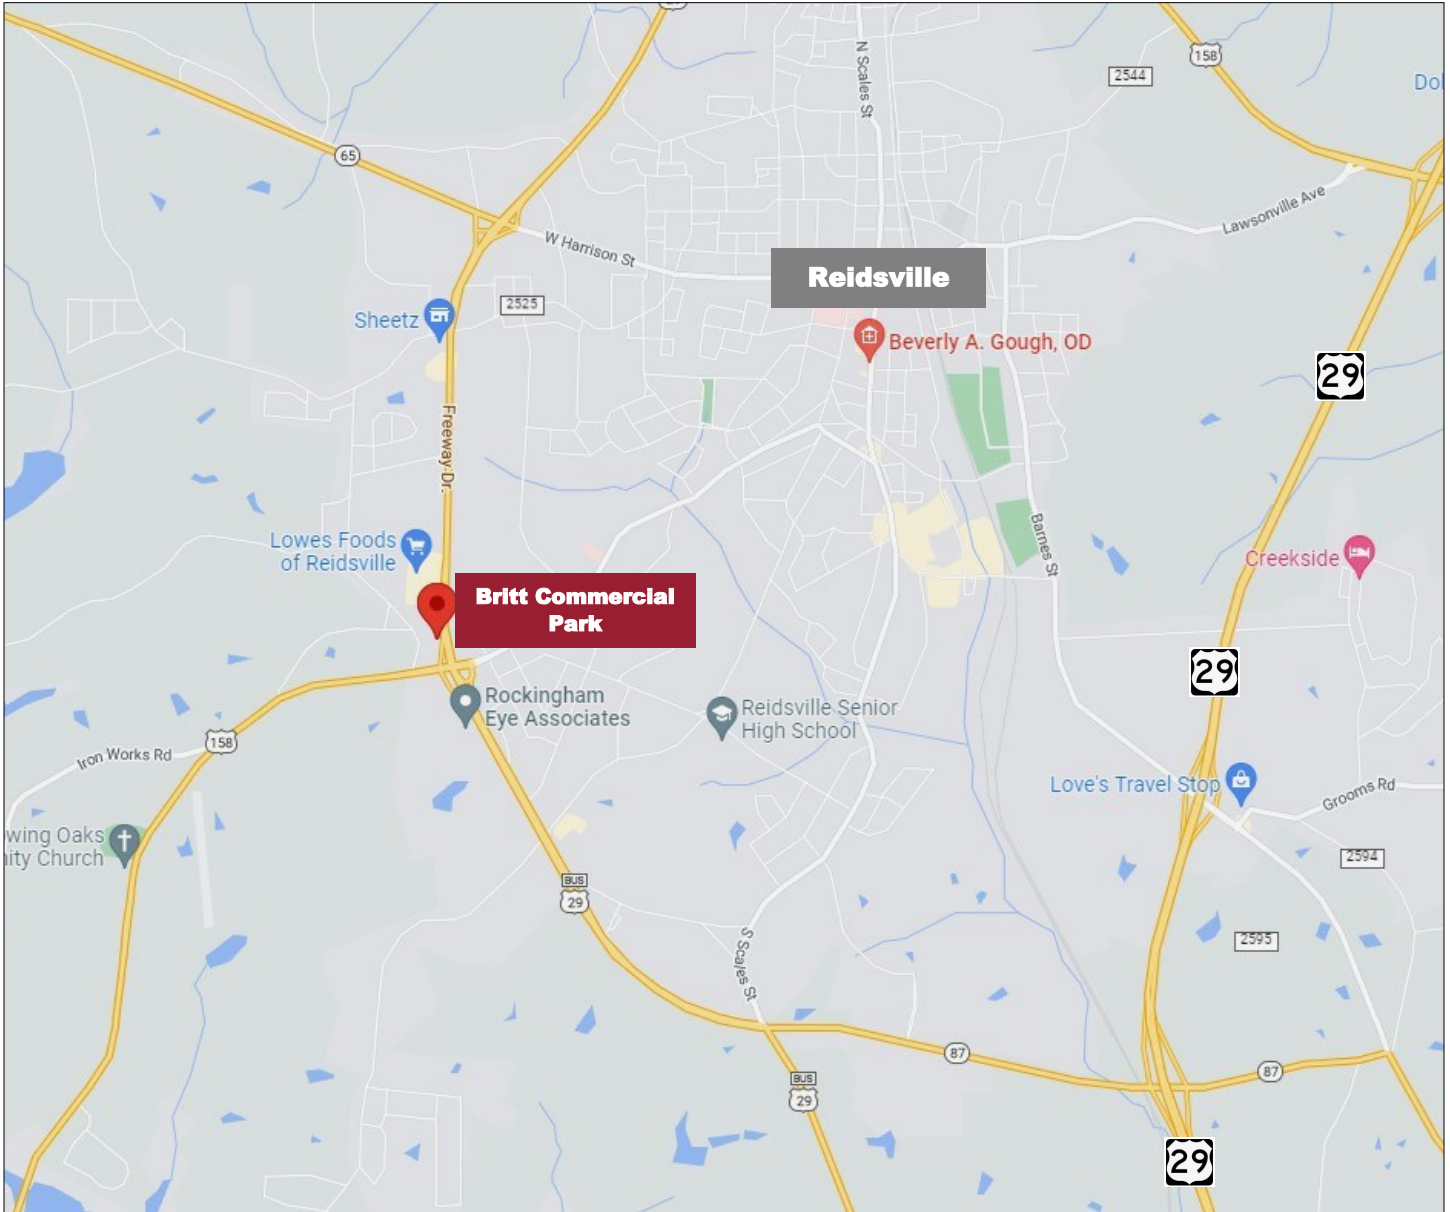 29
158
2544
Dol
N Scales St
65
Lawsonville Ave
W Harrison St
Reidsville
2525
Sheetz
Beverly A. Gough, OD
29
Freeway Dr.
Lowes Foods
of Reidsville
Barnes St
Creekside
Britt Commercial
Park
29
Rockingham
Eye Associates
Reidsville Senior
High School
158
Iron Works Rd
Love's Travel Stop
Grooms Rd
wing Oaks
nity Church
2594
BUS
29
2595
S Scales St
87
87
BUS
29
29